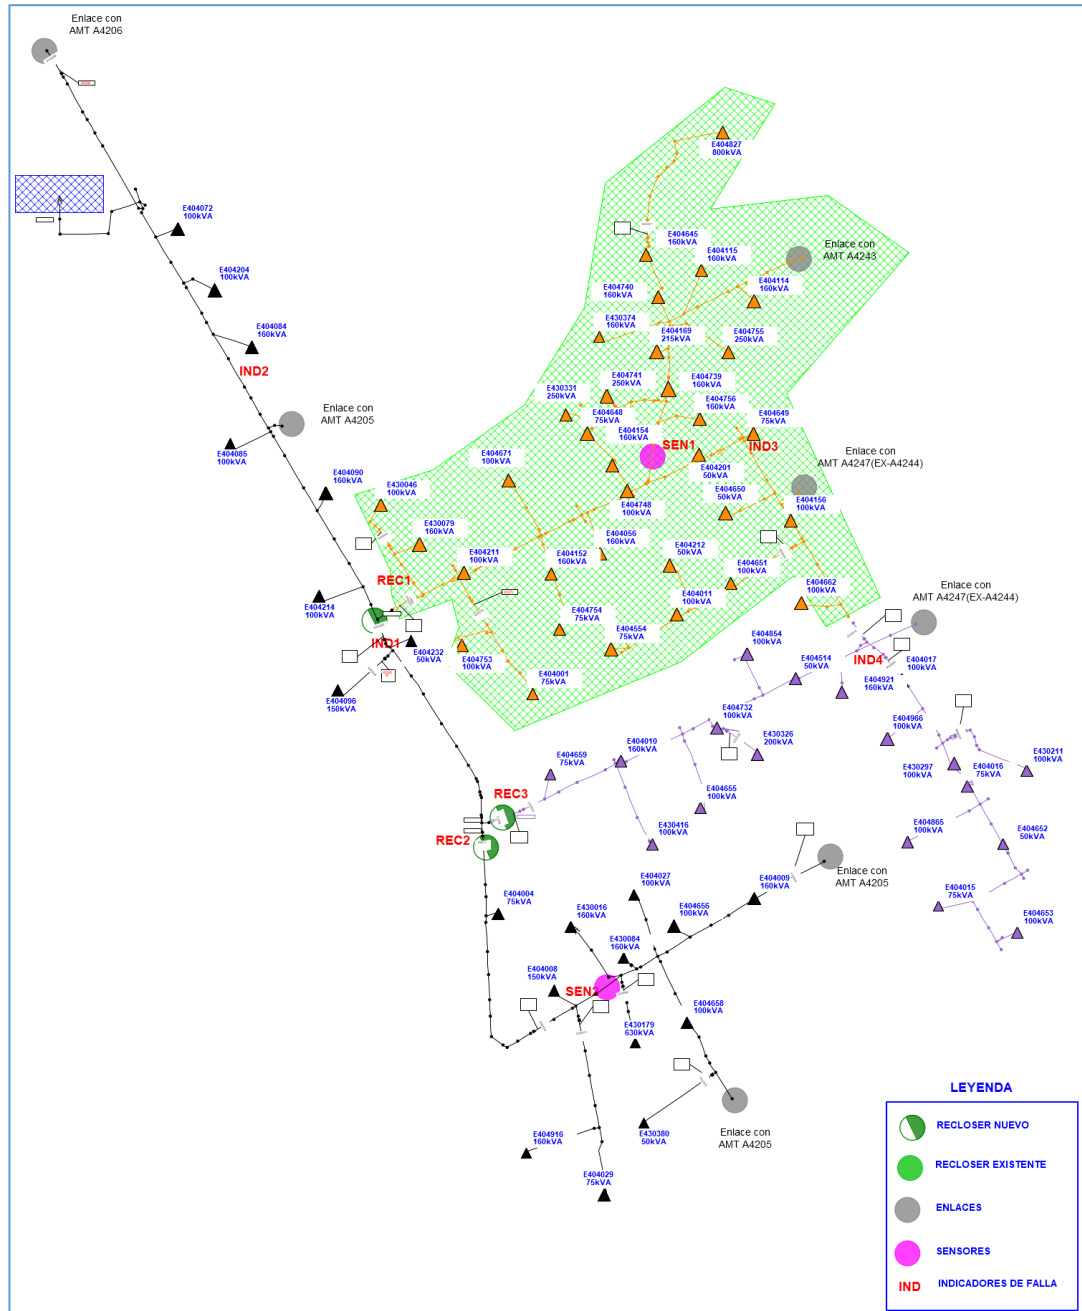 Enlace con
AMT A4206
E404827
800kVA
E404072
100kVA
E404645
160kVA
E404115
160kVA
Enlace con
AMT A4243
E404204
100kVA
E404740
160kVA
E404114
160kVA
E404084
160kVA
E430374
160kVA
E404169
215kVA
E404755
250kVA
IND2
E404741
250kVA
E404739
160kVA
E430331
250kVA
E404756
160kVA
Enlace con
AMT A4205
E404648
75kVA
E404649
75kVA
E404154
160kVA
SEN1
IND3
E404085
100kVA
E404671
100kVA
E404201
50kVA
Enlace con
AMT A4247(EX-A4244)
E404090
160kVA
E430046
100kVA
E404650
50kVA
E404156
100kVA
E404748
100kVA
E430079
160kVA
E404056
160kVA
E404212
50kVA
E404211
100kVA
E404152
160kVA
E404651
100kVA
REC1
E404662
100kVA
Enlace con
AMT A4247(EX-A4244)
E404214
100kVA
E404754
75kVA
E404011
100kVA
E404554
75kVA
E404854
100kVA
IND1
E404232
50kVA
E404753
100kVA
E404514
50kVA
IND4
E404017
100kVA
E404921
160kVA
E404096
150kVA
E404001
75kVA
E404732
100kVA
E404966
100kVA
E430326
200kVA
E404010
160kVA
E404659
75kVA
E430297
100kVA
E404016
75kVA
E430211
100kVA
E404655
100kVA
REC3
E430416
100kVA
E404865
100kVA
E404652
50kVA
REC2
Enlace con
AMT A4205
E404027
100kVA
E404009
160kVA
E404015
75kVA
E404004
75kVA
E430016
160kVA
E404656
100kVA
E404653
100kVA
E430084
160kVA
E404008
150kVA
E404658
100kVA
E430179
630kVA
LEYENDA
RECLOSER NUEVO
RECLOSER EXISTENTE
ENLACES
SENSORES
IND INDICADORES DE FALLA
E404916
160kVA
E430380
50kVA
Enlace con
AMT A4205
E404029
75kVA